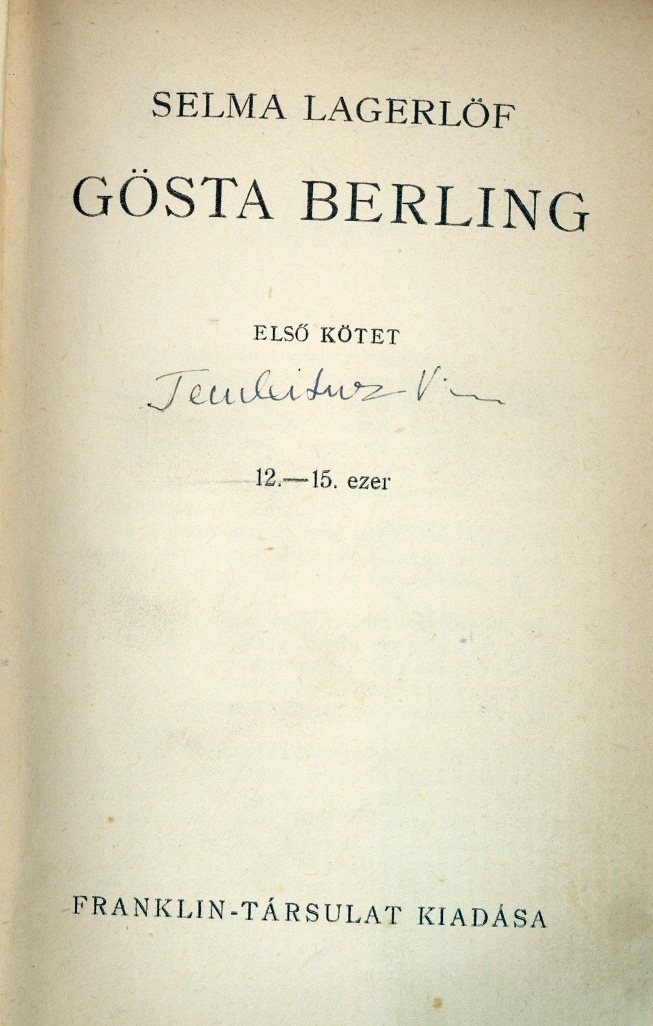 SELMA LAGERLÖF
GÖSTA BERLING
ELSŐ KÖTET
12.—15. ezer
FRANKLIN-TÁRSULAT KIADÁSA